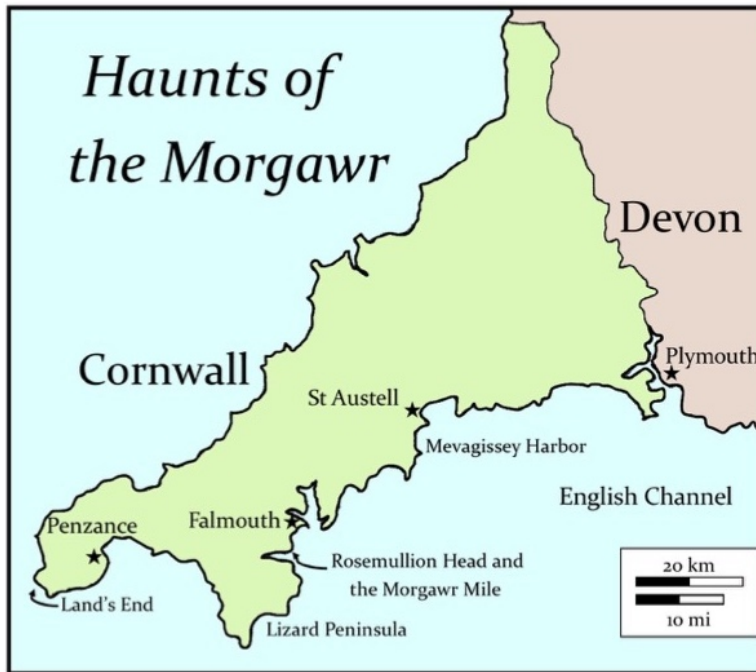 Haunts of
the Morgawr
Devon
Cornwall
Plymouth
St Austell
Mevagissey Harbor
English Channel
Penzance
Falmouth
Rosemullion Head and
the Morgawr Mile
Land's End
Lizard Peninsula
20 km
10 mi